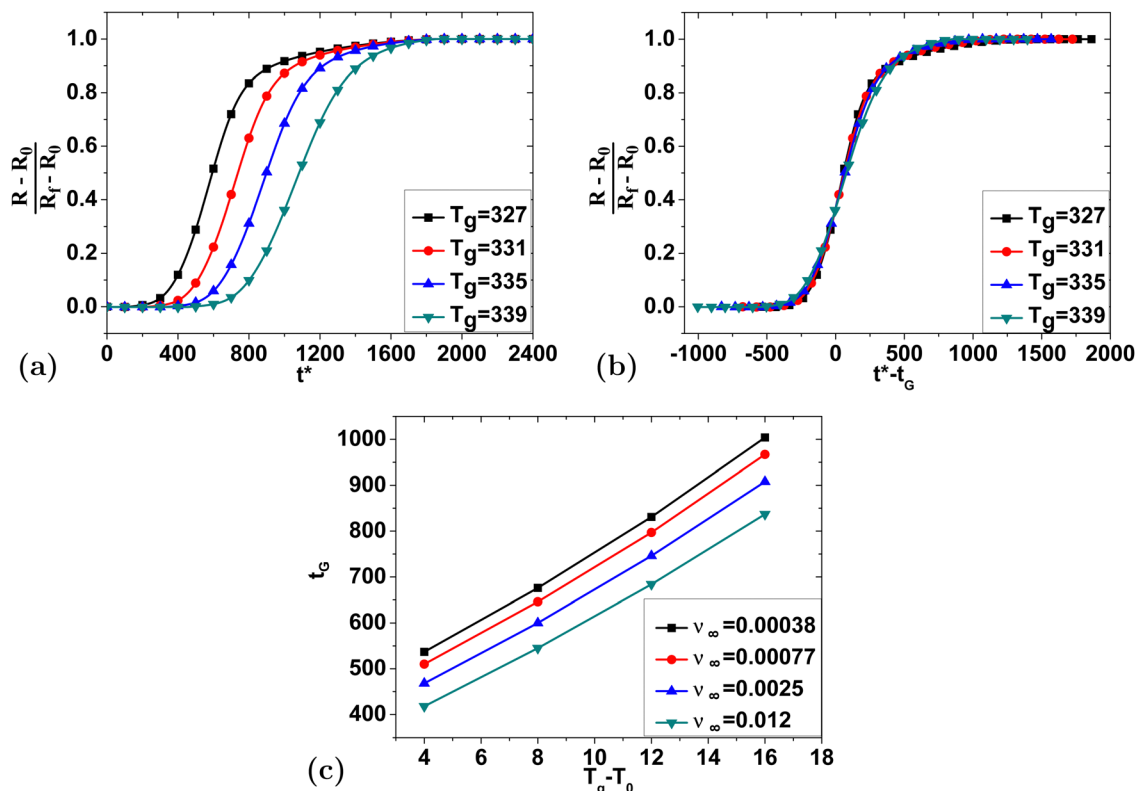 1.0
0.8
0.6
0.4
0.2
0.0
R - R0
Rf - R0
Tg=327
Tg=331
Tg=335
Tg=339
0 400 800 1200 1600 2000 2400
t*
(a)
1.0
0.8
0.6
0.4
0.2
0.0
R - R0
Rf - R0
Tg=327
Tg=331
Tg=335
Tg=339
-1000 -500 0 500 1000 1500 2000
t*-tG
(b)
1000
900
800
700
600
500
400
tG
ν∞=0.00038
ν∞=0.00077
ν∞=0.0025
ν∞=0.012
4 6 8 10 12 14 16 18
Tg-T0
(c)